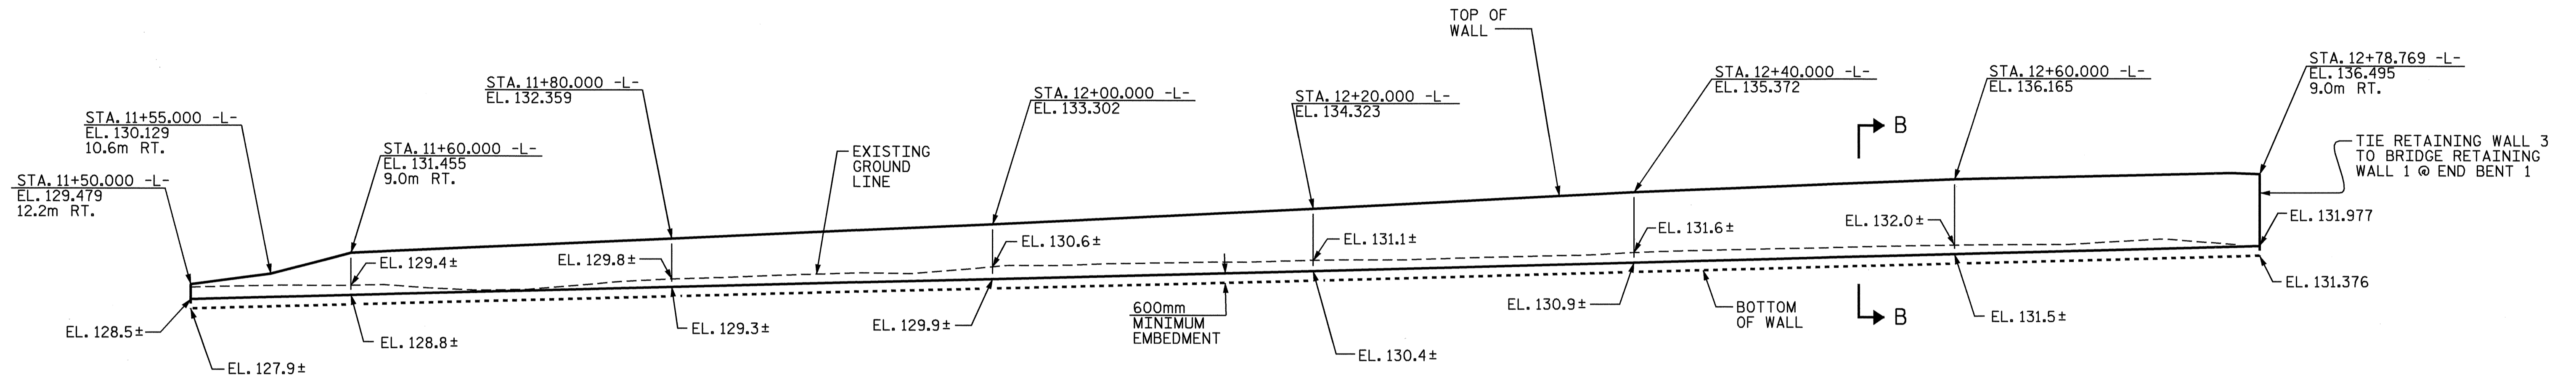 TOP OF
WALL
STA. 11+50.000 -L-
EL. 129.479
12.2m RT.
STA. 11+55.000 -L-
EL. 130.129
10.6m RT.
STA. 11+60.000 -L-
EL. 131.455
9.0m RT.
STA. 11+80.000 -L-
EL. 132.359
EXISTING
GROUND
LINE
STA. 12+00.000 -L-
EL. 133.302
STA. 12+20.000 -L-
EL. 134.323
STA. 12+40.000 -L-
EL. 135.372
B
STA. 12+60.000 -L-
EL. 136.165
STA. 12+78.769 -L-
EL. 136.495
9.0m RT.
TIE RETAINING WALL 3
TO BRIDGE RETAINING
WALL 1 @ END BENT 1
EL. 129.4±
EL. 129.8±
EL. 130.6±
EL. 131.1±
EL. 131.6±
EL. 132.0±
EL. 131.977
EL. 128.5±
EL. 127.9±
EL. 128.8±
EL. 129.3±
EL. 129.9±
600mm
MINIMUM
EMBEDMENT
EL. 130.4±
EL. 130.9±
BOTTOM
OF WALL
B
EL. 131.5±
EL. 131.376